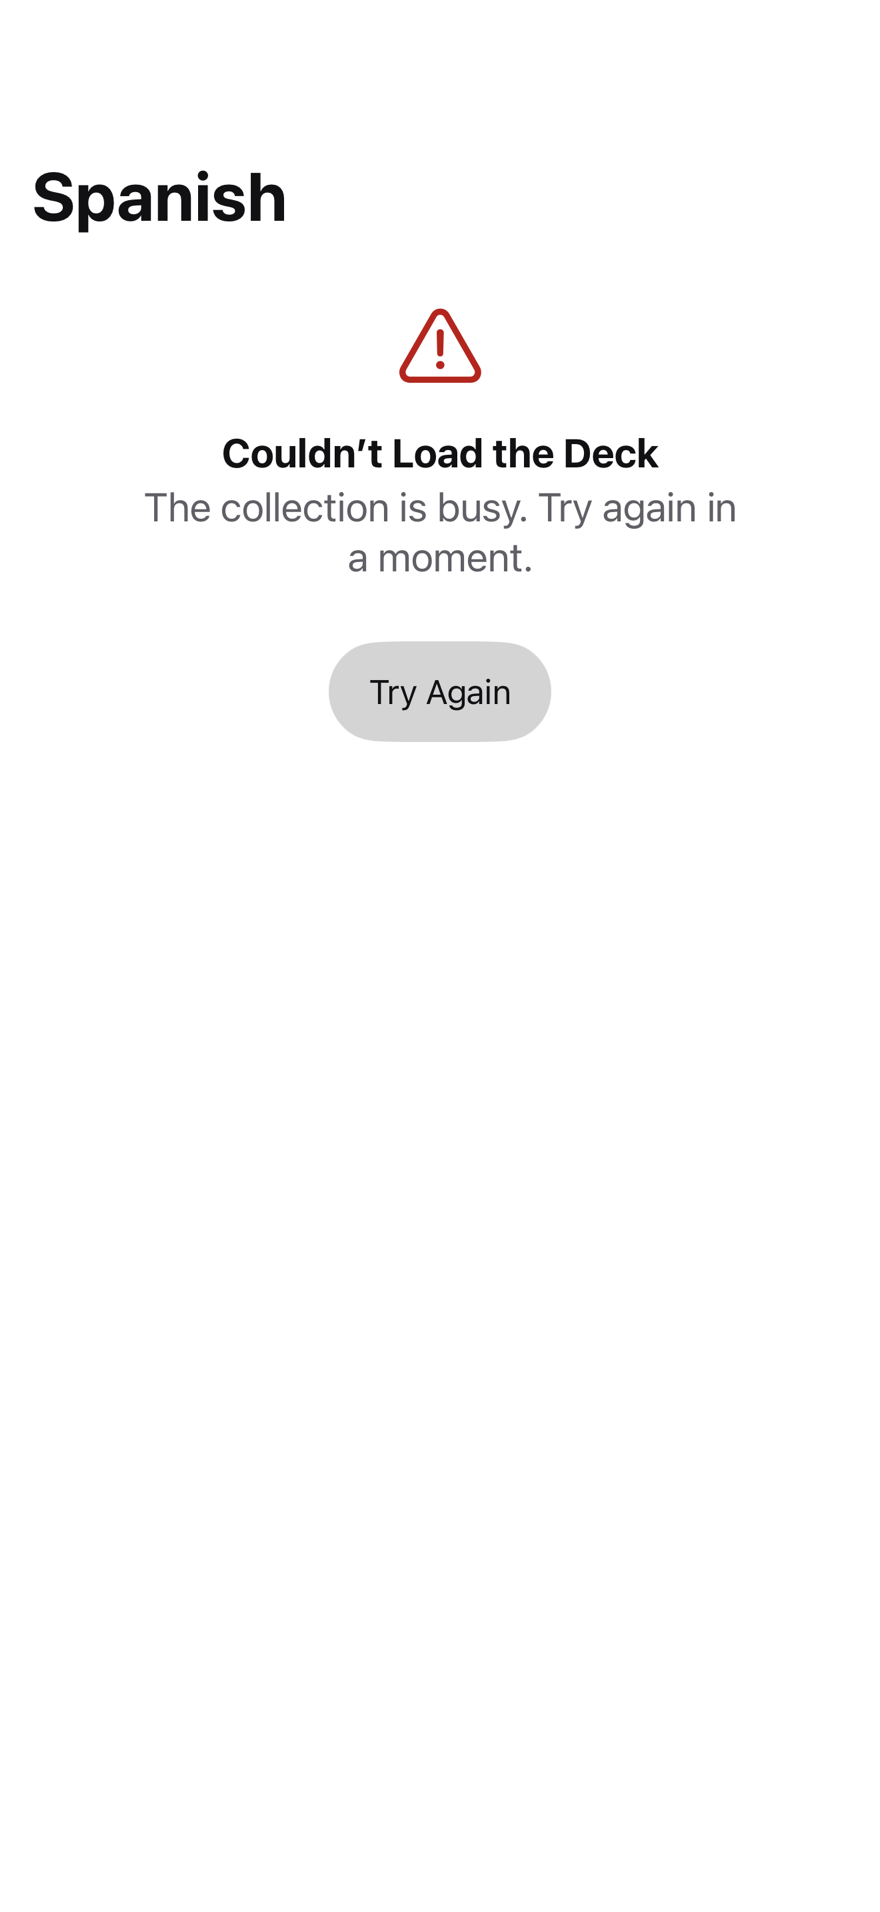 Spanish
Couldn’t Load the Deck
The collection is busy. Try again in
a moment.
Try Again